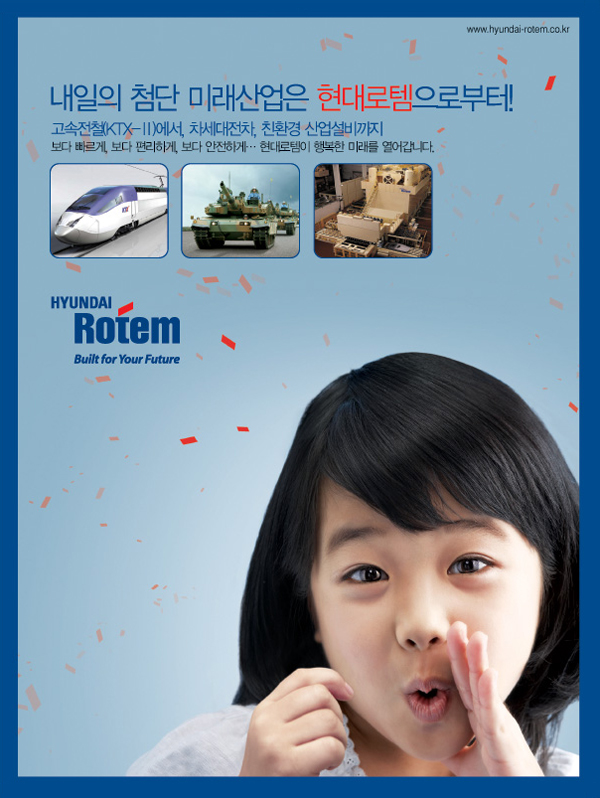 www.hyundai-rotem.co.kr
내일의 첨단 미래산업은 현대로템으로부터!
고속전철(KTX-II)에서, 차세대전차, 친환경 산업설비까지
보다 빠르게, 보다 편리하게, 보다 안전하게… 현대로템이 행복한 미래를 열어갑니다.
HYUNDAI
Rotem
Built for Your Future